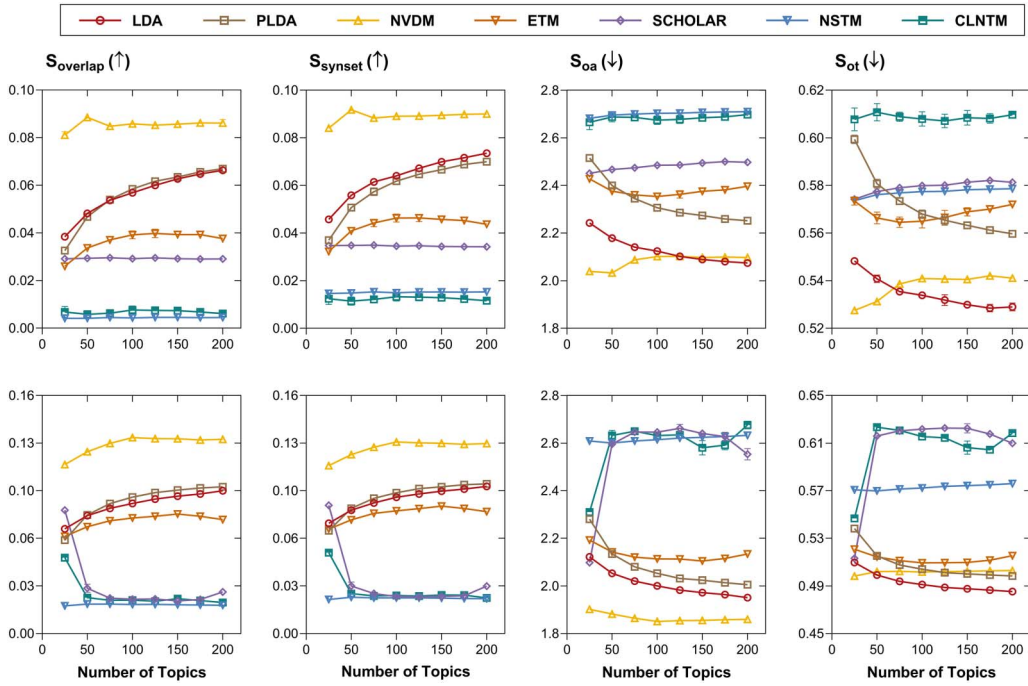 LDA PLDA NVDM ETM SCHOLAR NSTM CLNTM
S_overlap (↑) S_synset (↑) S_oa (↓) S_ot (↓)
0.10 0.10 2.8 0.62
0.08 0.08 2.6 0.60
0.06 0.06 2.4 0.58
0.04 0.04 2.2 0.56
0.02 0.02 2.0 0.54
0.00 0.00 1.8 0.52
0 50 100 150 200 0 50 100 150 200 0 50 100 150 200 0 50 100 150 200
0.16 0.16 2.8 0.65
0.13 0.13 2.6 0.61
0.10 0.10 2.4 0.57
0.06 0.06 2.2 0.53
0.03 0.03 2.0 0.49
0.00 0.00 1.8 0.45
0 50 100 150 200 0 50 100 150 200 0 50 100 150 200 0 50 100 150 200
Number of Topics Number of Topics Number of Topics Number of Topics